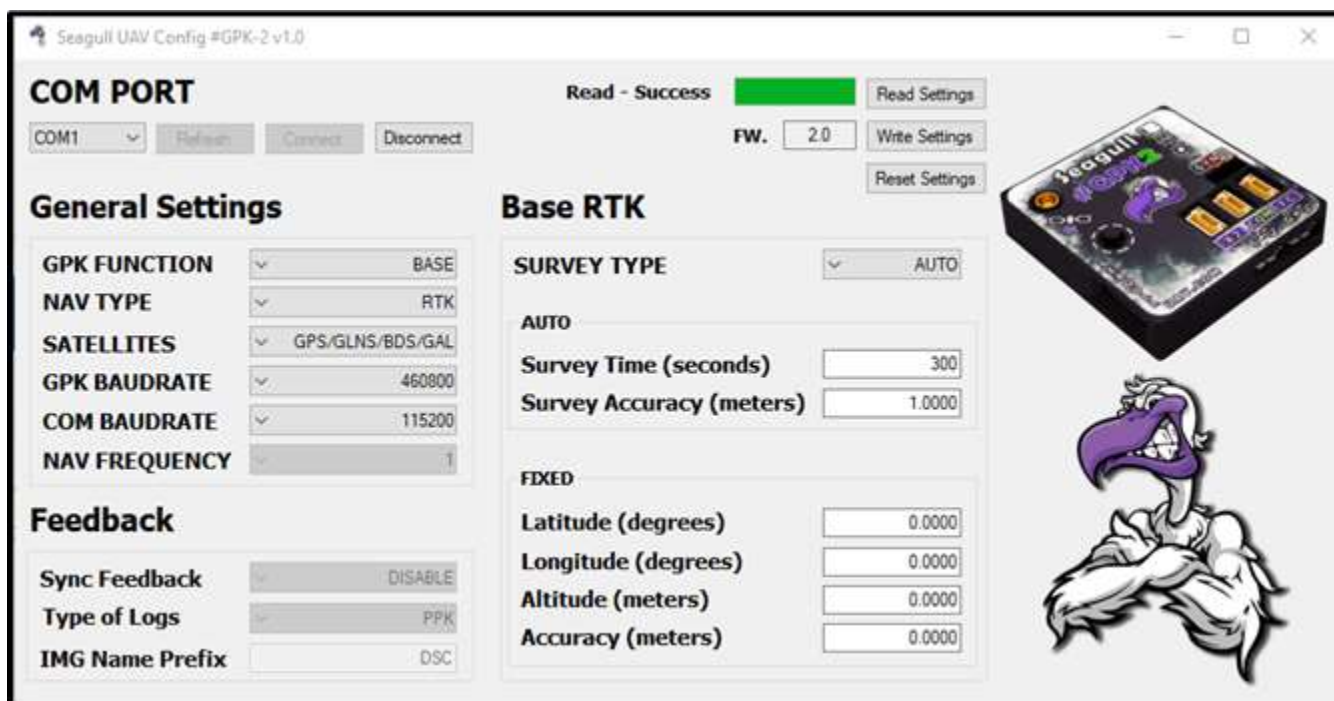 Seagull UAV Config #GPK-2 v1.0
COM PORT
COM1 Refresh Connect Disconnect
Read - Success Read Settings
FW. 2.0 Write Settings
Reset Settings
General Settings
GPK FUNCTION BASE
NAV TYPE RTK
SATELLITES GPS/GLNS/BDS/GAL
GPK BAUDRATE 460800
COM BAUDRATE 115200
NAV FREQUENCY 1
Feedback
Sync Feedback DISABLE
Type of Logs PPK
IMG Name Prefix DSC
Base RTK
SURVEY TYPE AUTO
AUTO
Survey Time (seconds) 300
Survey Accuracy (meters) 1.0000
FIXED
Latitude (degrees) 0.0000
Longitude (degrees) 0.0000
Altitude (meters) 0.0000
Accuracy (meters) 0.0000
Seagull
#GPK2